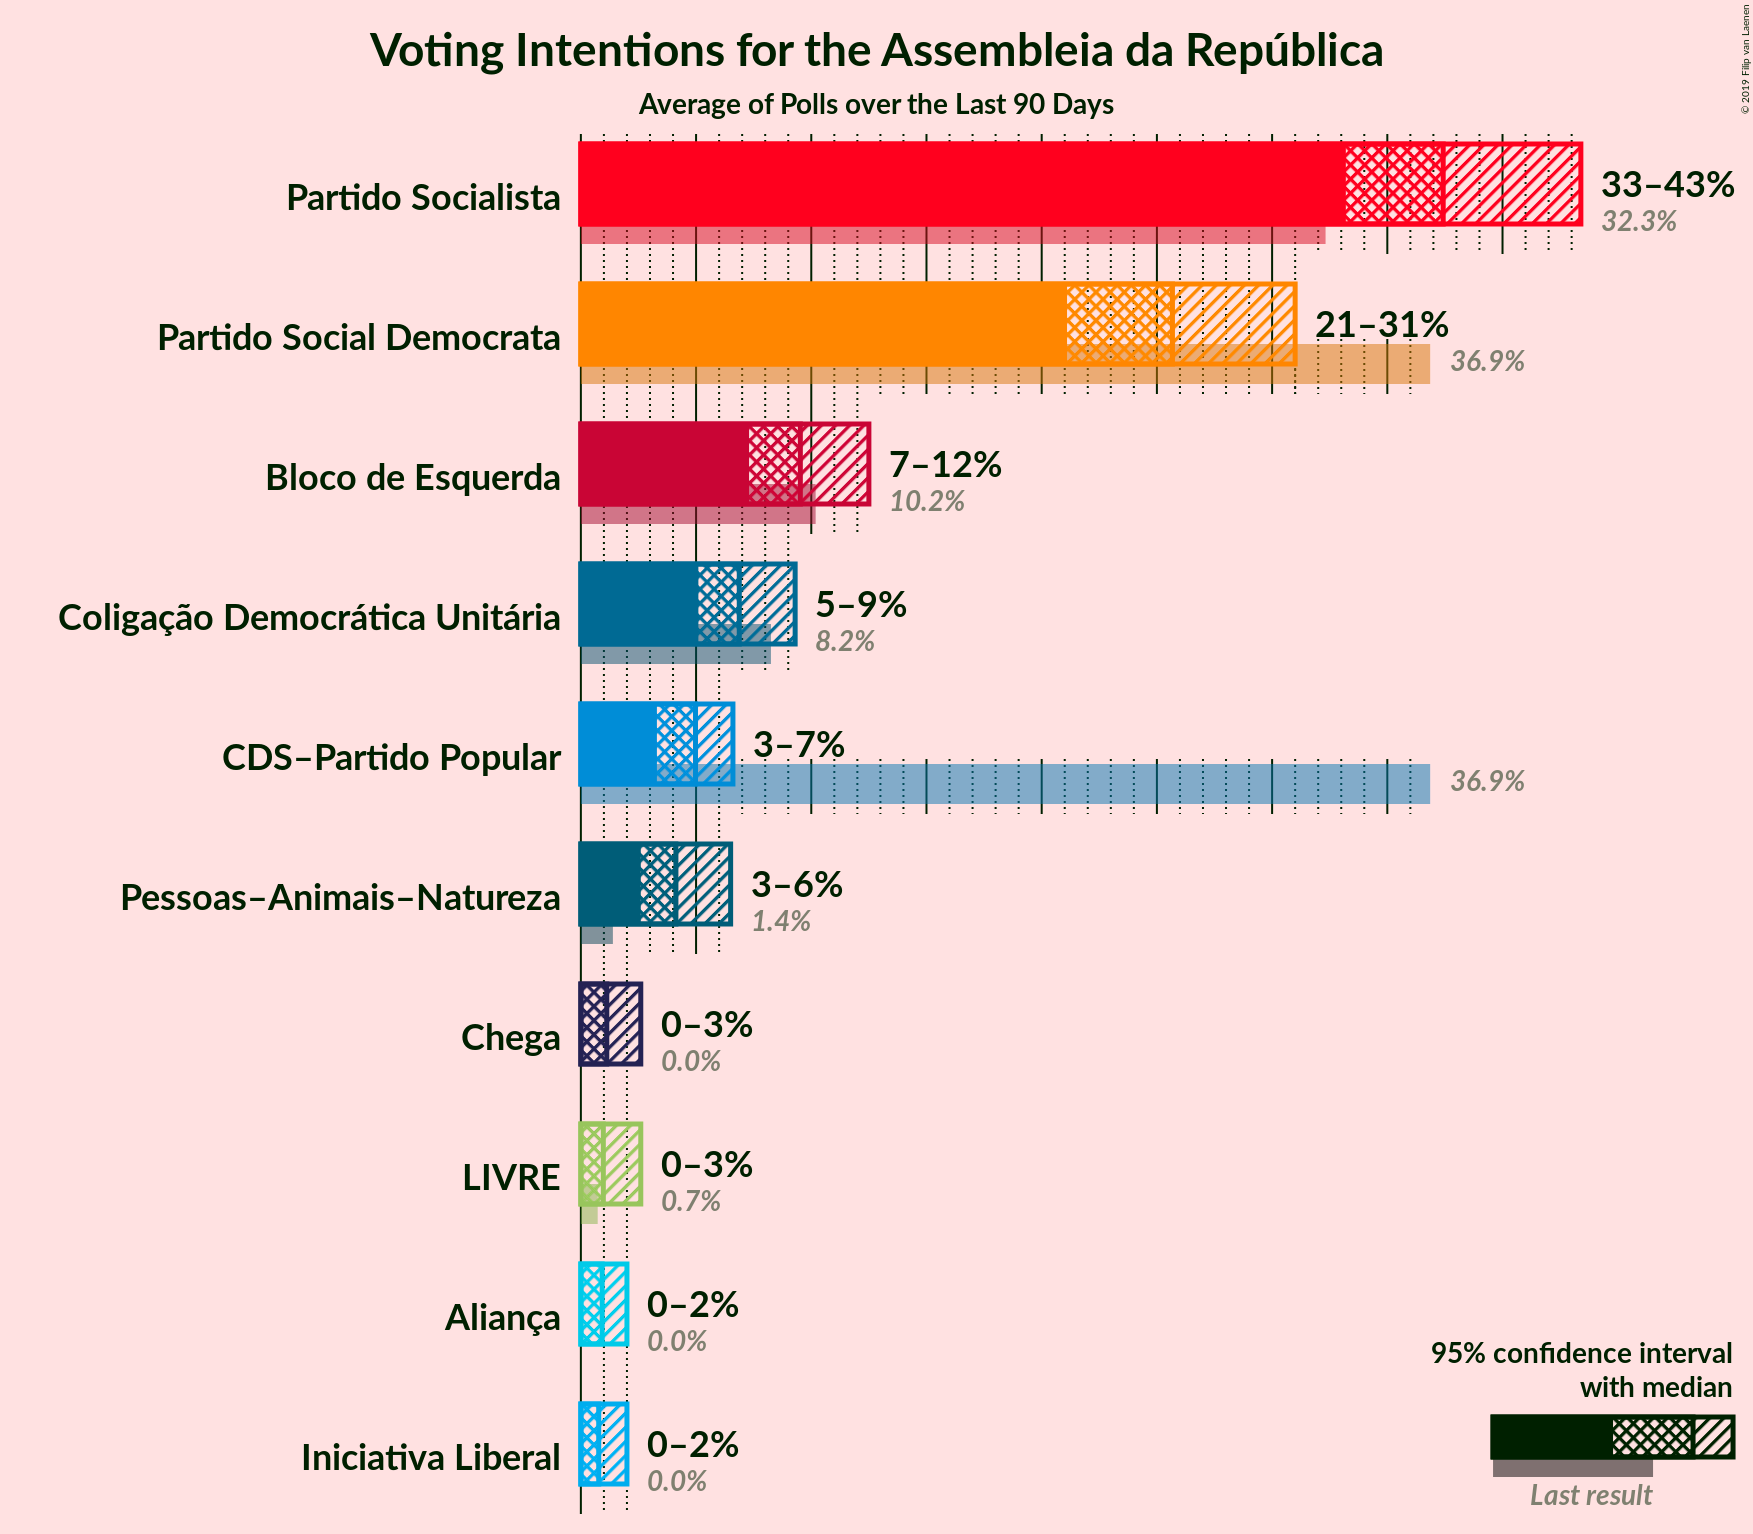 Voting Intentions for the Assembleia da República
Average of Polls over the Last 90 Days
© 2019 Filip van Laenen
Partido Socialista
33–43%
32.3%
Partido Social Democrata
21–31%
36.9%
Bloco de Esquerda
7–12%
10.2%
Coligação Democrática Unitária
5–9%
8.2%
CDS–Partido Popular
3–7%
36.9%
Pessoas–Animais–Natureza
3–6%
1.4%
Chega
0–3%
0.0%
LIVRE
0–3%
0.7%
Aliança
0–2%
0.0%
Iniciativa Liberal
0–2%
0.0%
95% confidence interval
with median
Last result